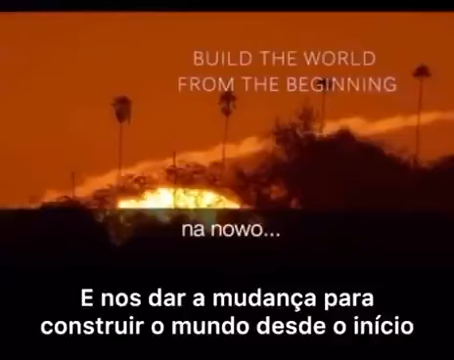 BUILD THE WORLD
FROM THE BEGINNING
na nowo...
E nos dar a mudança para
construir o mundo desde o início